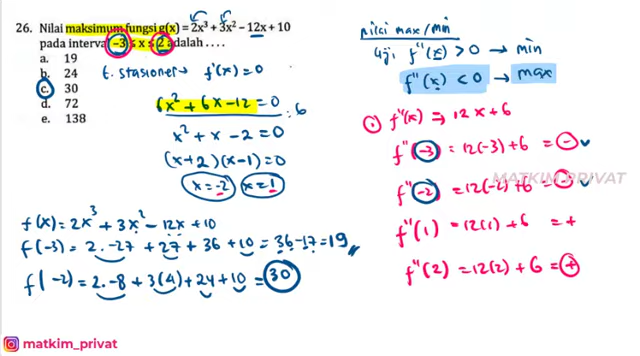 26. Nilai maksimum fungsi g(x) = 2x³ + 3x² – 12x + 10
pada interval –3 ≤ x ≤ 2 adalah . . . .
a. 19
b. 24
c. 30
d. 72
e. 138
t. stasioner → f'(x) = 0
6x² + 6x – 12 = 0 :6
x² + x – 2 = 0
(x+2)(x–1) = 0
x = –2 x = 1
f(x) = 2x³ + 3x² – 12x + 10
f(–3) = 2. –27 + 27 + 36 + 10 = 36 – 17 = 19
f(–2) = 2. –8 + 3(4) + 24 + 10 = 30
nilai max/min
uji f''(x) > 0 → min
f''(x) < 0 → max
f''(x) ⇒ 12x + 6
f''(–3) = 12(–3) + 6 = –
f''(–2) = 12(–2) + 6 = –
f''(1) = 12(1) + 6 = +
f''(2) = 12(2) + 6 = +
MATKIM PRIVAT
matkim_privat